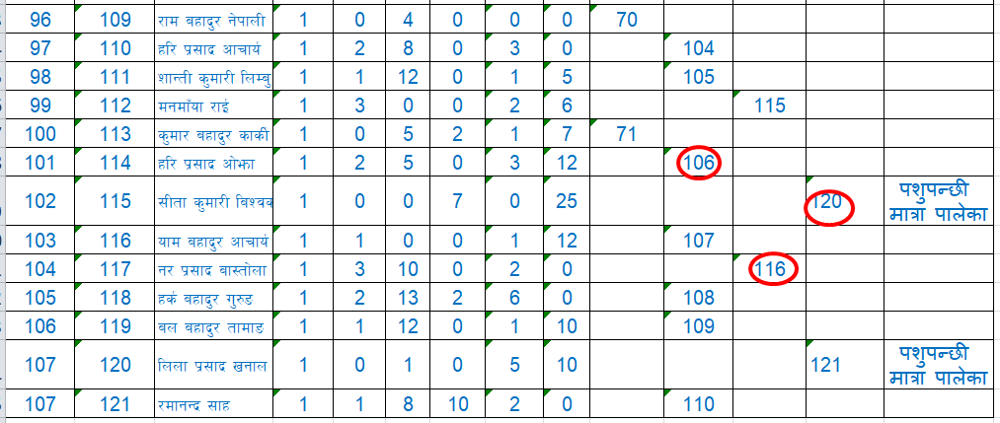 96 109 राम बहादुर नेपाली 1 0 4 0 0 0 70
97 110 हरि प्रसाद आचार्य 1 2 8 0 3 0 104
98 111 शान्ती कुमारी लिम्बु 1 1 12 0 1 5 105
99 112 मनमाँया राई 1 3 0 0 2 6 115
100 113 कुमार बहादुर कार्की 1 0 5 2 1 7 71
101 114 हरि प्रसाद ओझा 1 2 5 0 3 12 106
102 115 सीता कुमारी बिश्वक 1 0 0 7 0 25 120 पशुपन्छी
मात्रा पालेका
103 116 याम बहादुर आचार्य 1 1 0 0 1 12 107
104 117 नर प्रसाद बास्तोला 1 3 10 0 2 0 116
105 118 हर्क बहादुर गुरुङ 1 2 13 2 6 0 108
106 119 बल बहादुर तामाङ 1 1 12 0 1 10 109
107 120 लिला प्रसाद खनाल 1 0 1 0 5 10 121 पशुपन्छी
मात्रा पालेका
107 121 रमानन्द साह 1 1 8 10 2 0 110